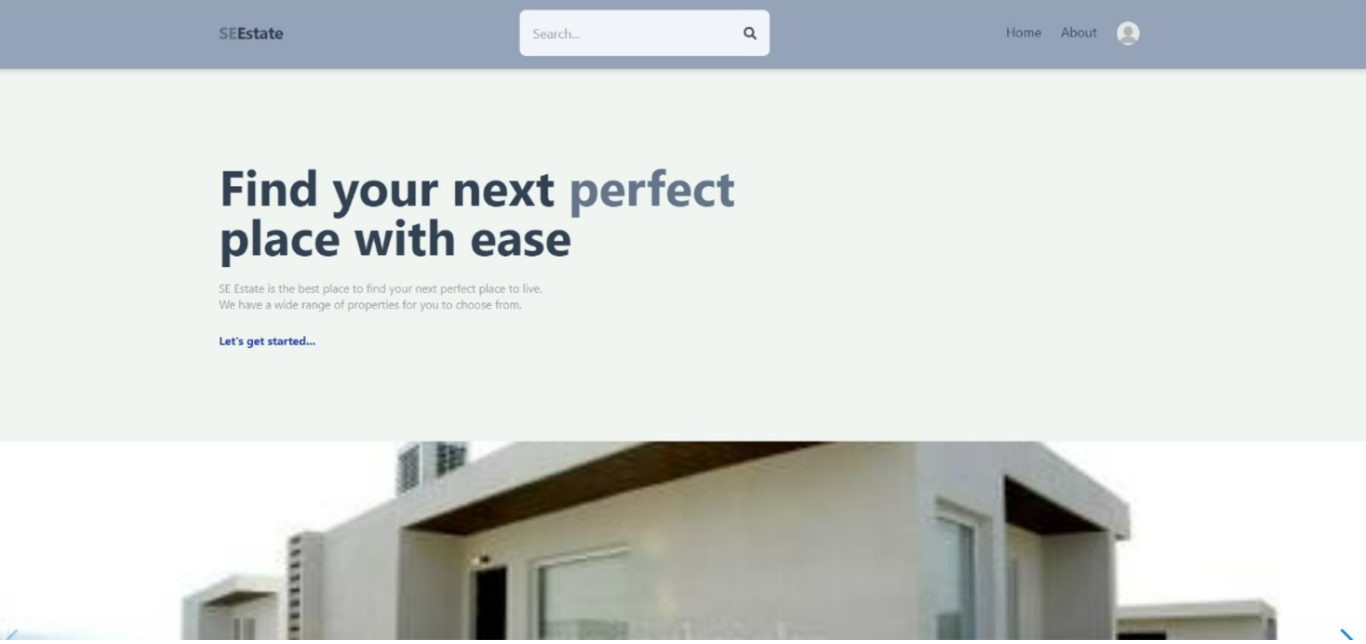 SEEstate
Search...
Home
About
Find your next perfect
place with ease
SE Estate is the best place to find your next perfect place to live.
We have a wide range of properties for you to choose from.
Let's get started...